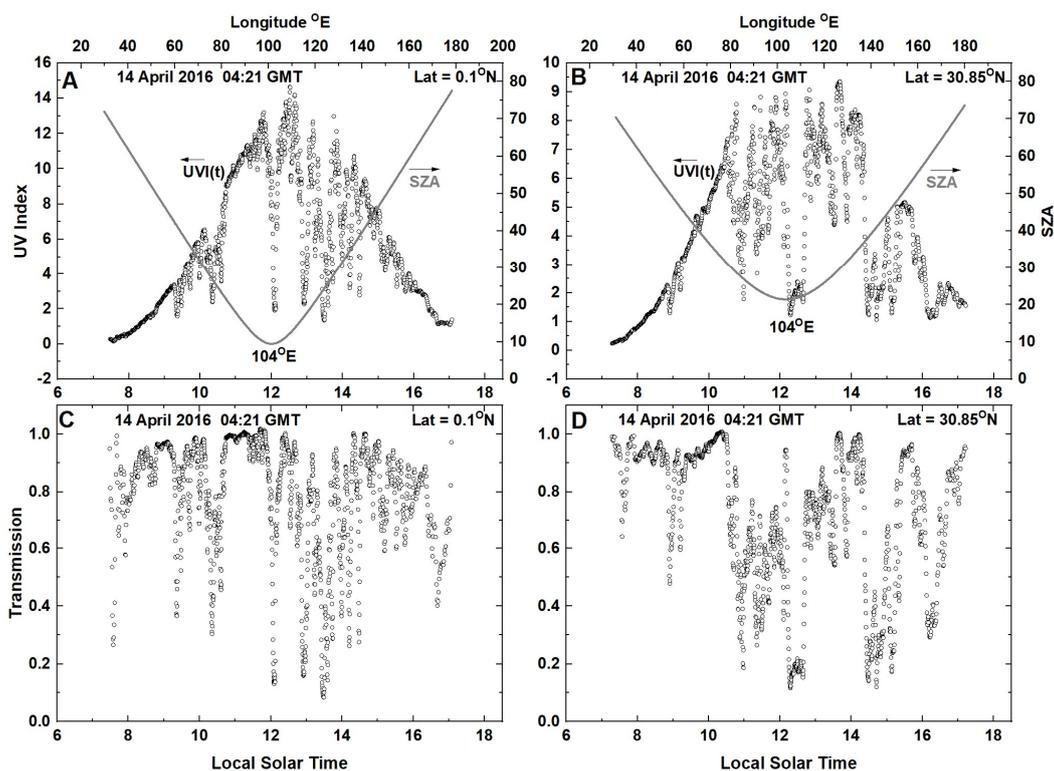 Longitude °E
20 40 60 80 100 120 140 160 180 200
A
14 April 2016 04:21 GMT
Lat = 0.1°N
UVI(t)
SZA
104°E
16
14
12
10
8
6
4
2
0
-2
UV Index
80
70
60
50
40
30
20
10
0
6 8 10 12 14 16 18
Longitude °E
20 40 60 80 100 120 140 160 180
B
14 April 2016 04:21 GMT
Lat = 30.85°N
UVI(t)
SZA
104°E
10
9
8
7
6
5
4
3
2
1
0
-1
80
70
60
50
40
30
20
10
0
SZA
6 8 10 12 14 16 18
C
14 April 2016 04:21 GMT
Lat = 0.1°N
1.0
0.8
0.6
0.4
0.2
0.0
Transmission
6 8 10 12 14 16 18
Local Solar Time
D
14 April 2016 04:21 GMT
Lat = 30.85°N
1.0
0.8
0.6
0.4
0.2
0.0
6 8 10 12 14 16 18
Local Solar Time